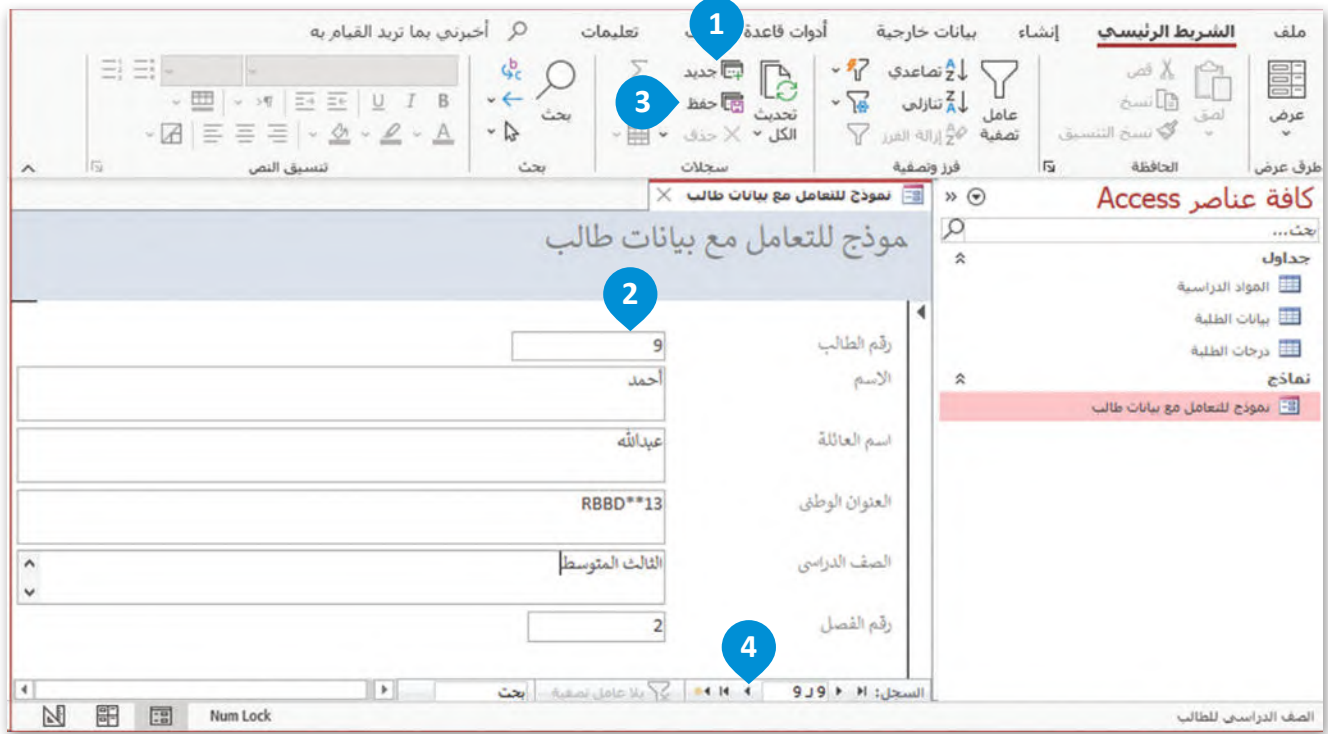 ملف الشريط الرئيسي إنشاء بيانات خارجية أدوات قاعدة تعليمات أخبرني بما تريد القيام به
1
عرض
طرق عرض
لصق
قص
نسخ
نسخ التنسيق
الحافظة
عامل تصفية
تصاعدي
تنازلي
إزالة الفرز
فرز وتصفية
تحديث الكل
جديد
حفظ
حذف
3
سجلات
بحث
بحث
B I U
A
تنسيق النص
كافة عناصر Access
بحث...
جداول
المواد الدراسية
بيانات الطلبة
درجات الطلبة
نماذج
نموذج للتعامل مع بيانات طالب
نموذج للتعامل مع بيانات طالب
موذج للتعامل مع بيانات طالب
2
رقم الطالب 9
الاسم أحمد
اسم العائلة عبدالله
العنوان الوطني RBBD**13
الصف الدراسي الثالث المتوسط
رقم الفصل 2
4
السجل: 9 لـ 9 بلا عامل تصفية بحث
الصف الدراسي للطالب
Num Lock